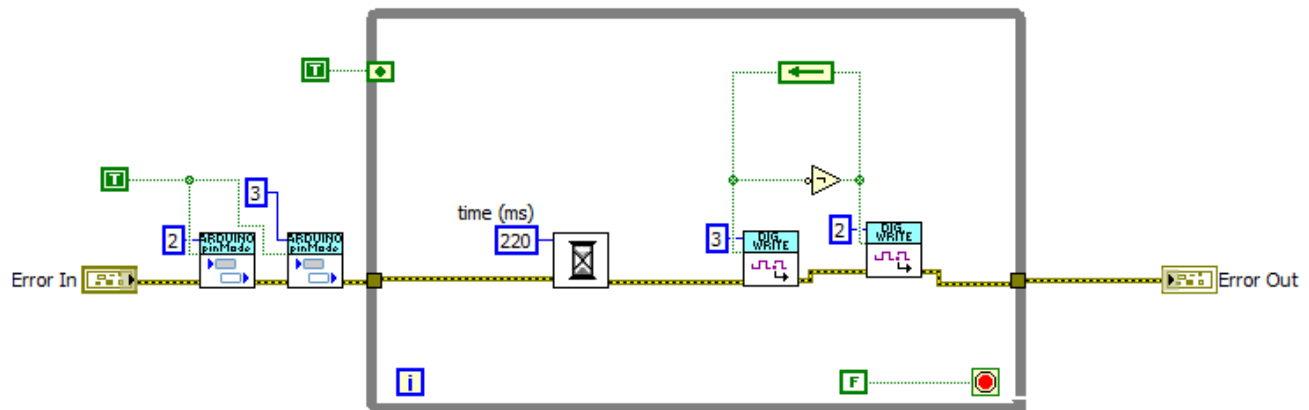 T
T
3
time (ms)
2
ARDUINO
pinMode
ARDUINO
pinMode
220
3
DIG
WRITE
2
DIG
WRITE
Error In
Error Out
i
F